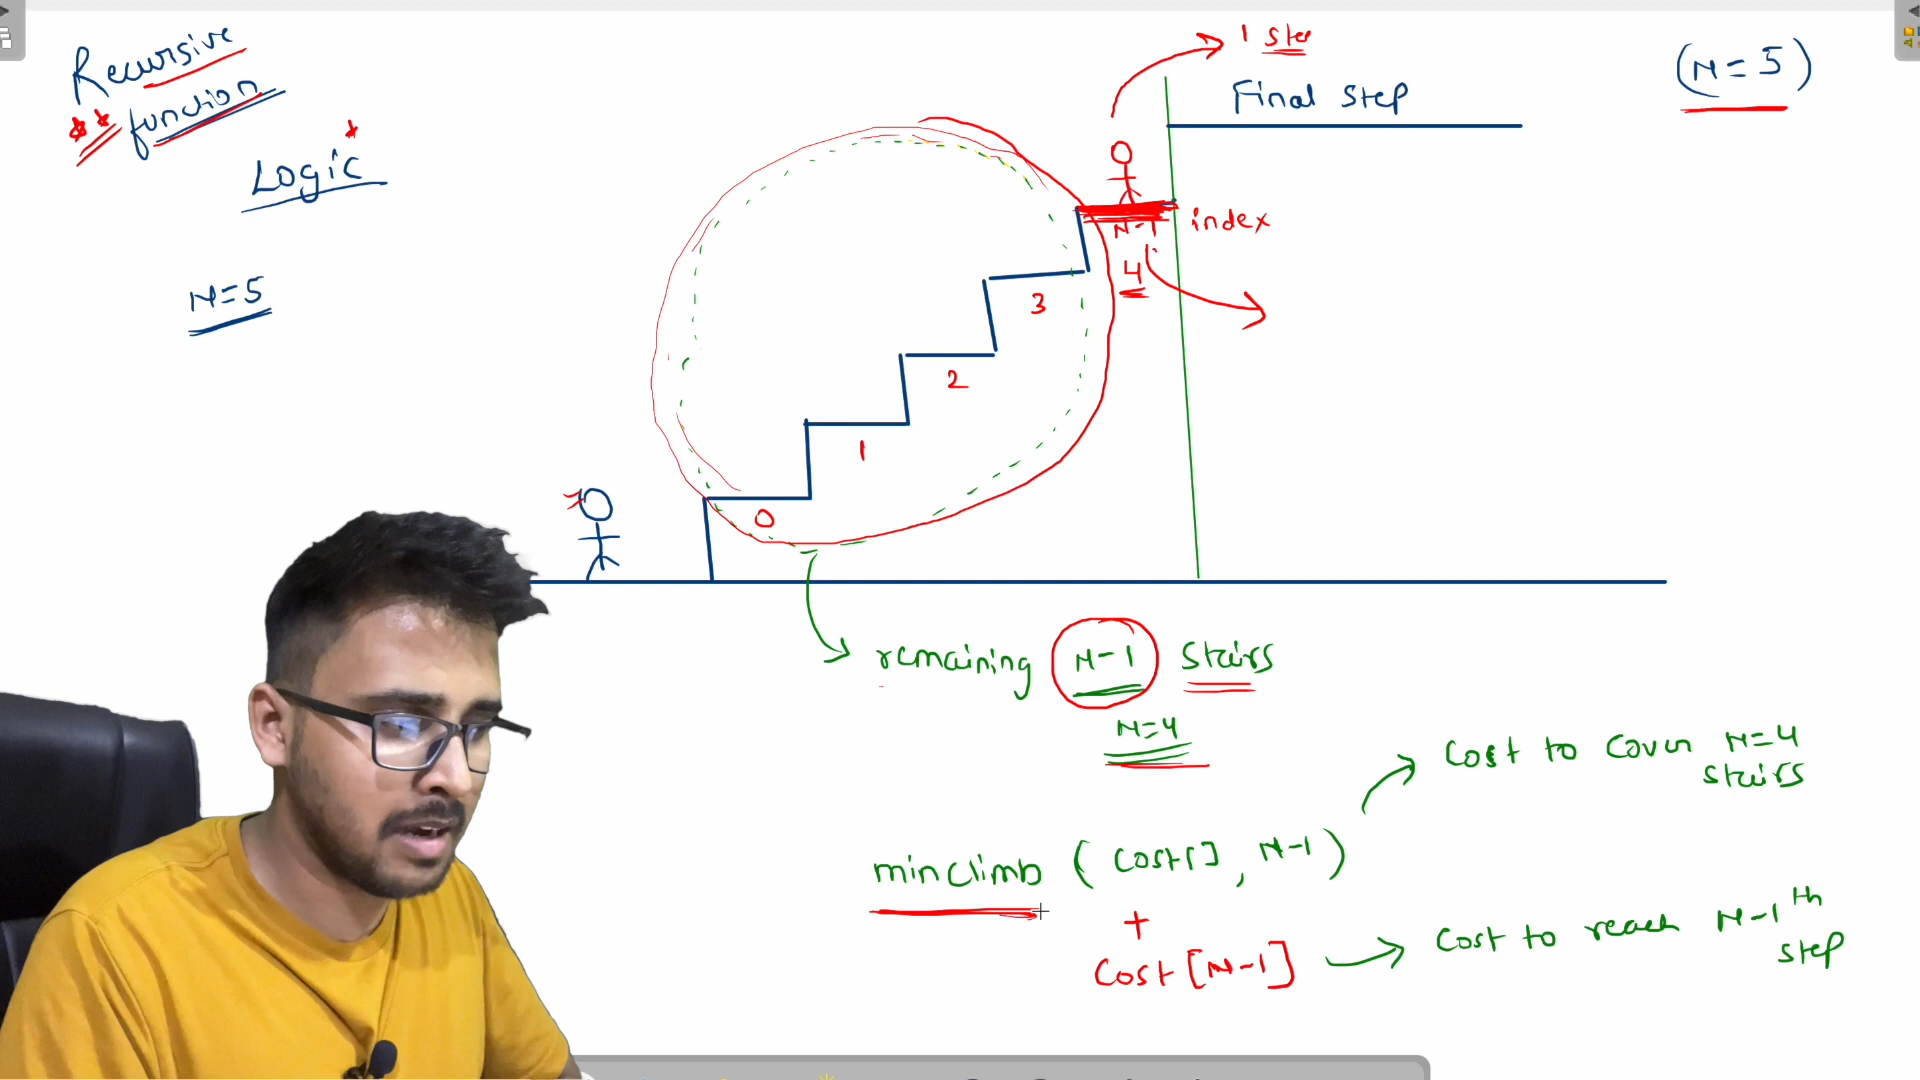 Recursive
function
Logic
N=5
1 step
Final step
(N=5)
N-1 index
4
3
2
1
0
remaining N-1 stairs
N=4
Cost to cover N=4
stairs
minclimb ( cost[] , N-1 )
+
Cost [N-1]
Cost to reach N-1th
step